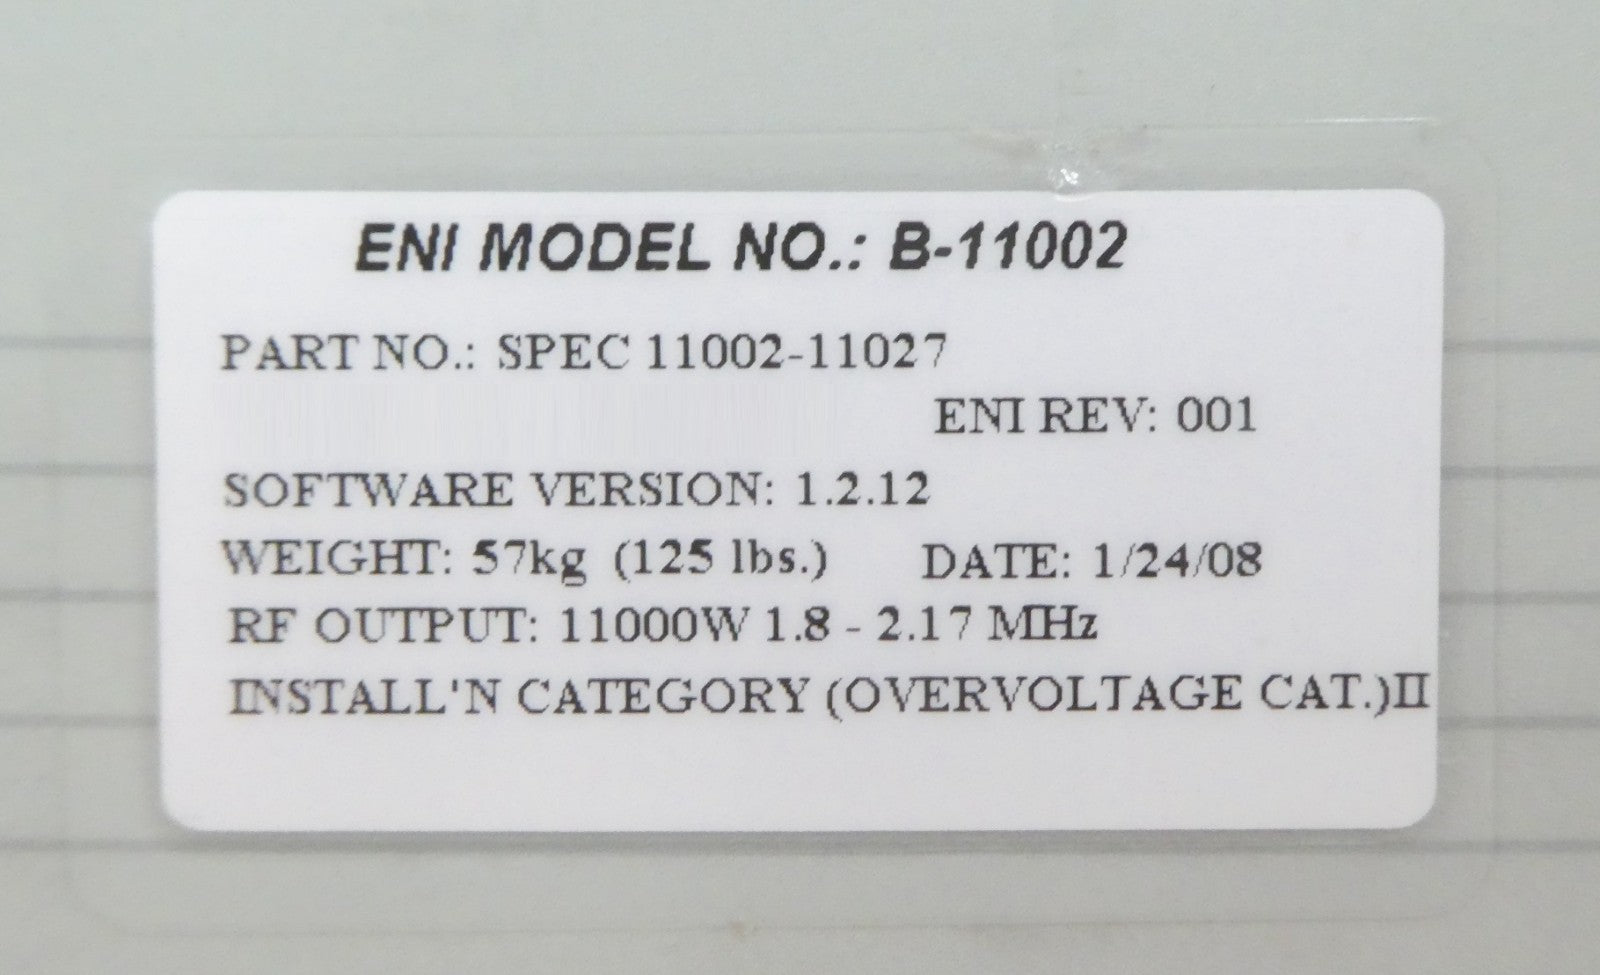 ENI MODEL NO.: B-11002
PART NO.: SPEC 11002-11027
ENI REV: 001
SOFTWARE VERSION: 1.2.12
WEIGHT: 57kg (125 lbs.) DATE: 1/24/08
RF OUTPUT: 11000W 1.8 - 2.17 MHz
INSTALL'N CATEGORY (OVERVOLTAGE CAT.)II